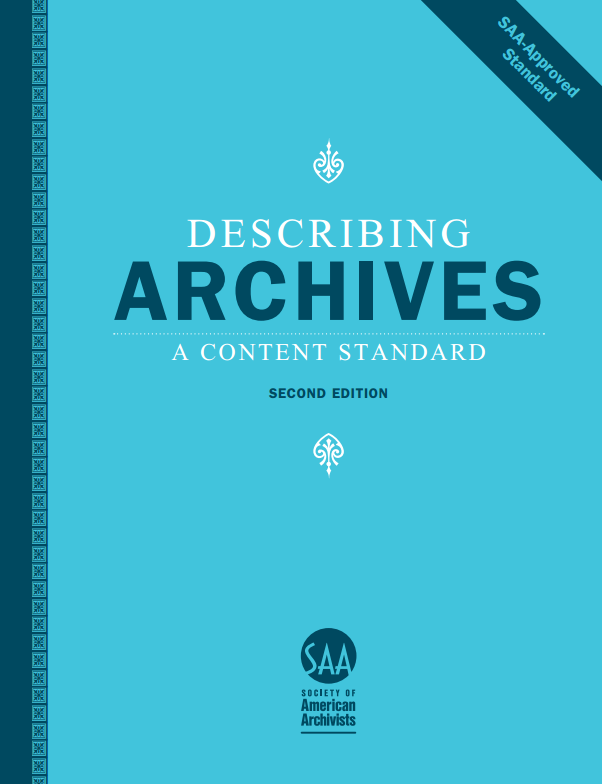 SAA-Approved
Standard
DESCRIBING
ARCHIVES
A CONTENT STANDARD
SECOND EDITION
SAA
SOCIETY OF
American
Archivists